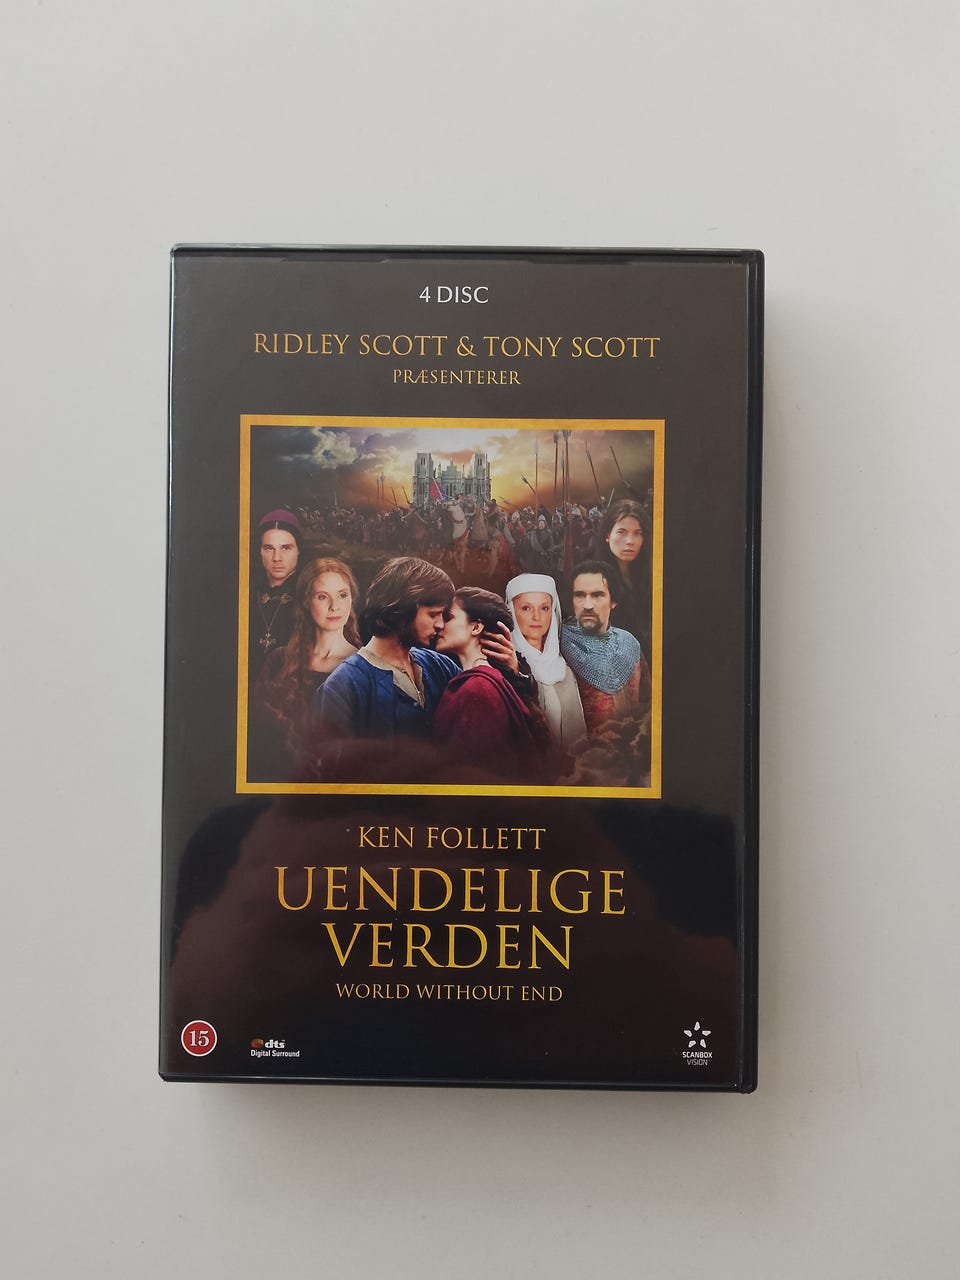 4 DISC
RIDLEY SCOTT & TONY SCOTT
PRÆSENTERER
KEN FOLLETT
UENDELIGE
VERDEN
WORLD WITHOUT END
15
dts
Digital Surround
SCANBOX
VISION